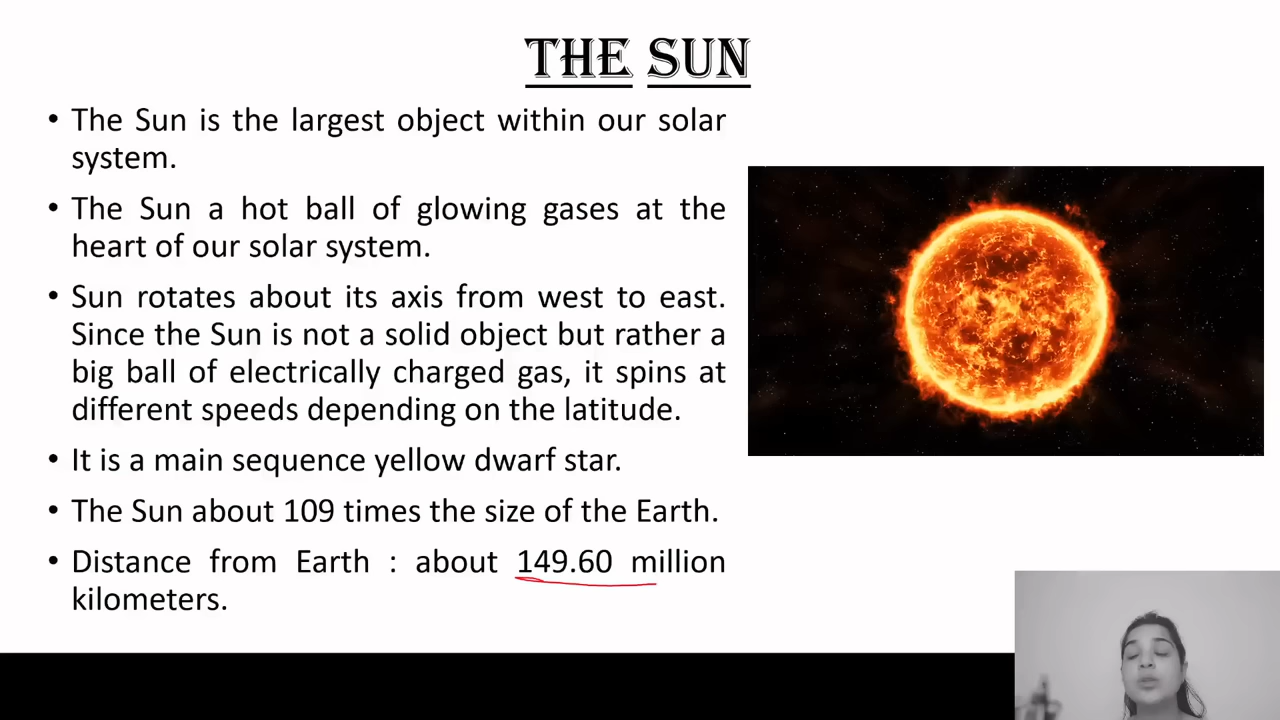 THE SUN
• The Sun is the largest object within our solar
system.
• The Sun a hot ball of glowing gases at the
heart of our solar system.
• Sun rotates about its axis from west to east.
Since the Sun is not a solid object but rather a
big ball of electrically charged gas, it spins at
different speeds depending on the latitude.
• It is a main sequence yellow dwarf star.
• The Sun about 109 times the size of the Earth.
• Distance from Earth : about 149.60 million
kilometers.